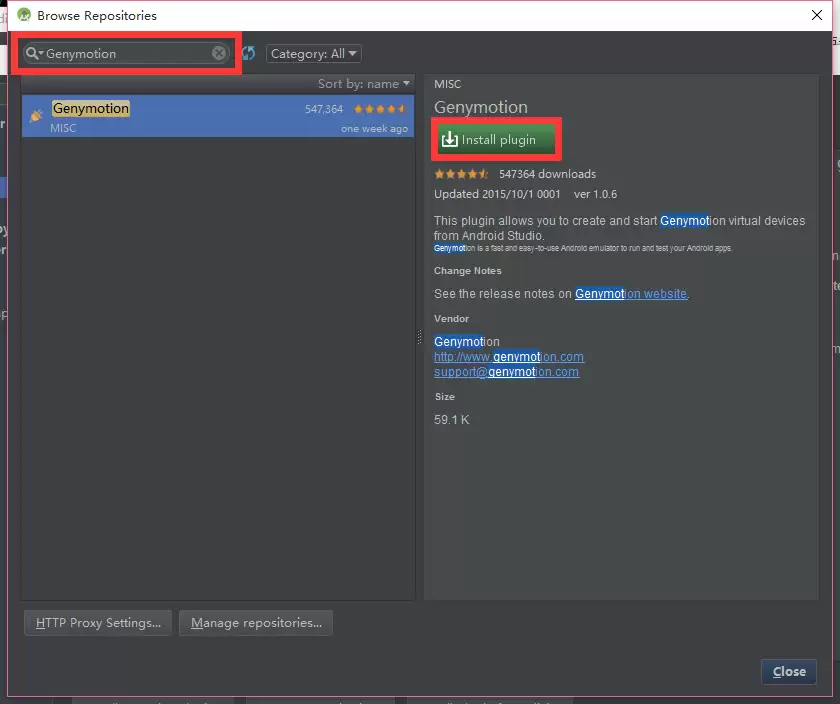 Browse Repositories
Genymotion
Category: All
Sort by: name
Genymotion
547,364
MISC
one week ago
MISC
Genymotion
Install plugin
547364 downloads
Updated 2015/10/1 0001 ver 1.0.6
This plugin allows you to create and start Genymotion virtual devices
from Android Studio.
Genymotion is a fast and easy-to-use Android emulator to run and test your Android apps.
Change Notes
See the release notes on Genymotion website.
Vendor
Genymotion
http://www.genymotion.com
support@genymotion.com
Size
59.1 K
HTTP Proxy Settings...
Manage repositories...
Close